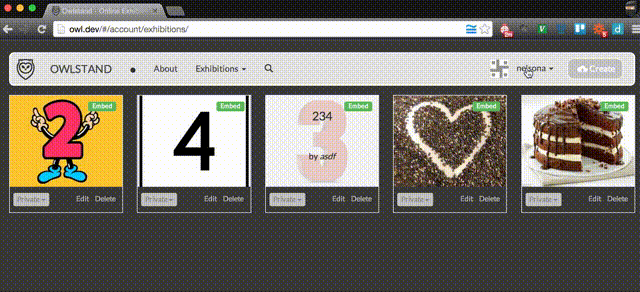 Owlstand - Online Exhib
owl.dev/#/account/exhibitions/
OWLSTAND
About
Exhibitions
nelsona
Create
Embed
Embed
Embed
Embed
Embed
2
4
3
234
by asdf
Private
Edit
Delete
Private
Edit
Delete
Private
Edit
Delete
Private
Edit
Delete
Private
Edit
Delete